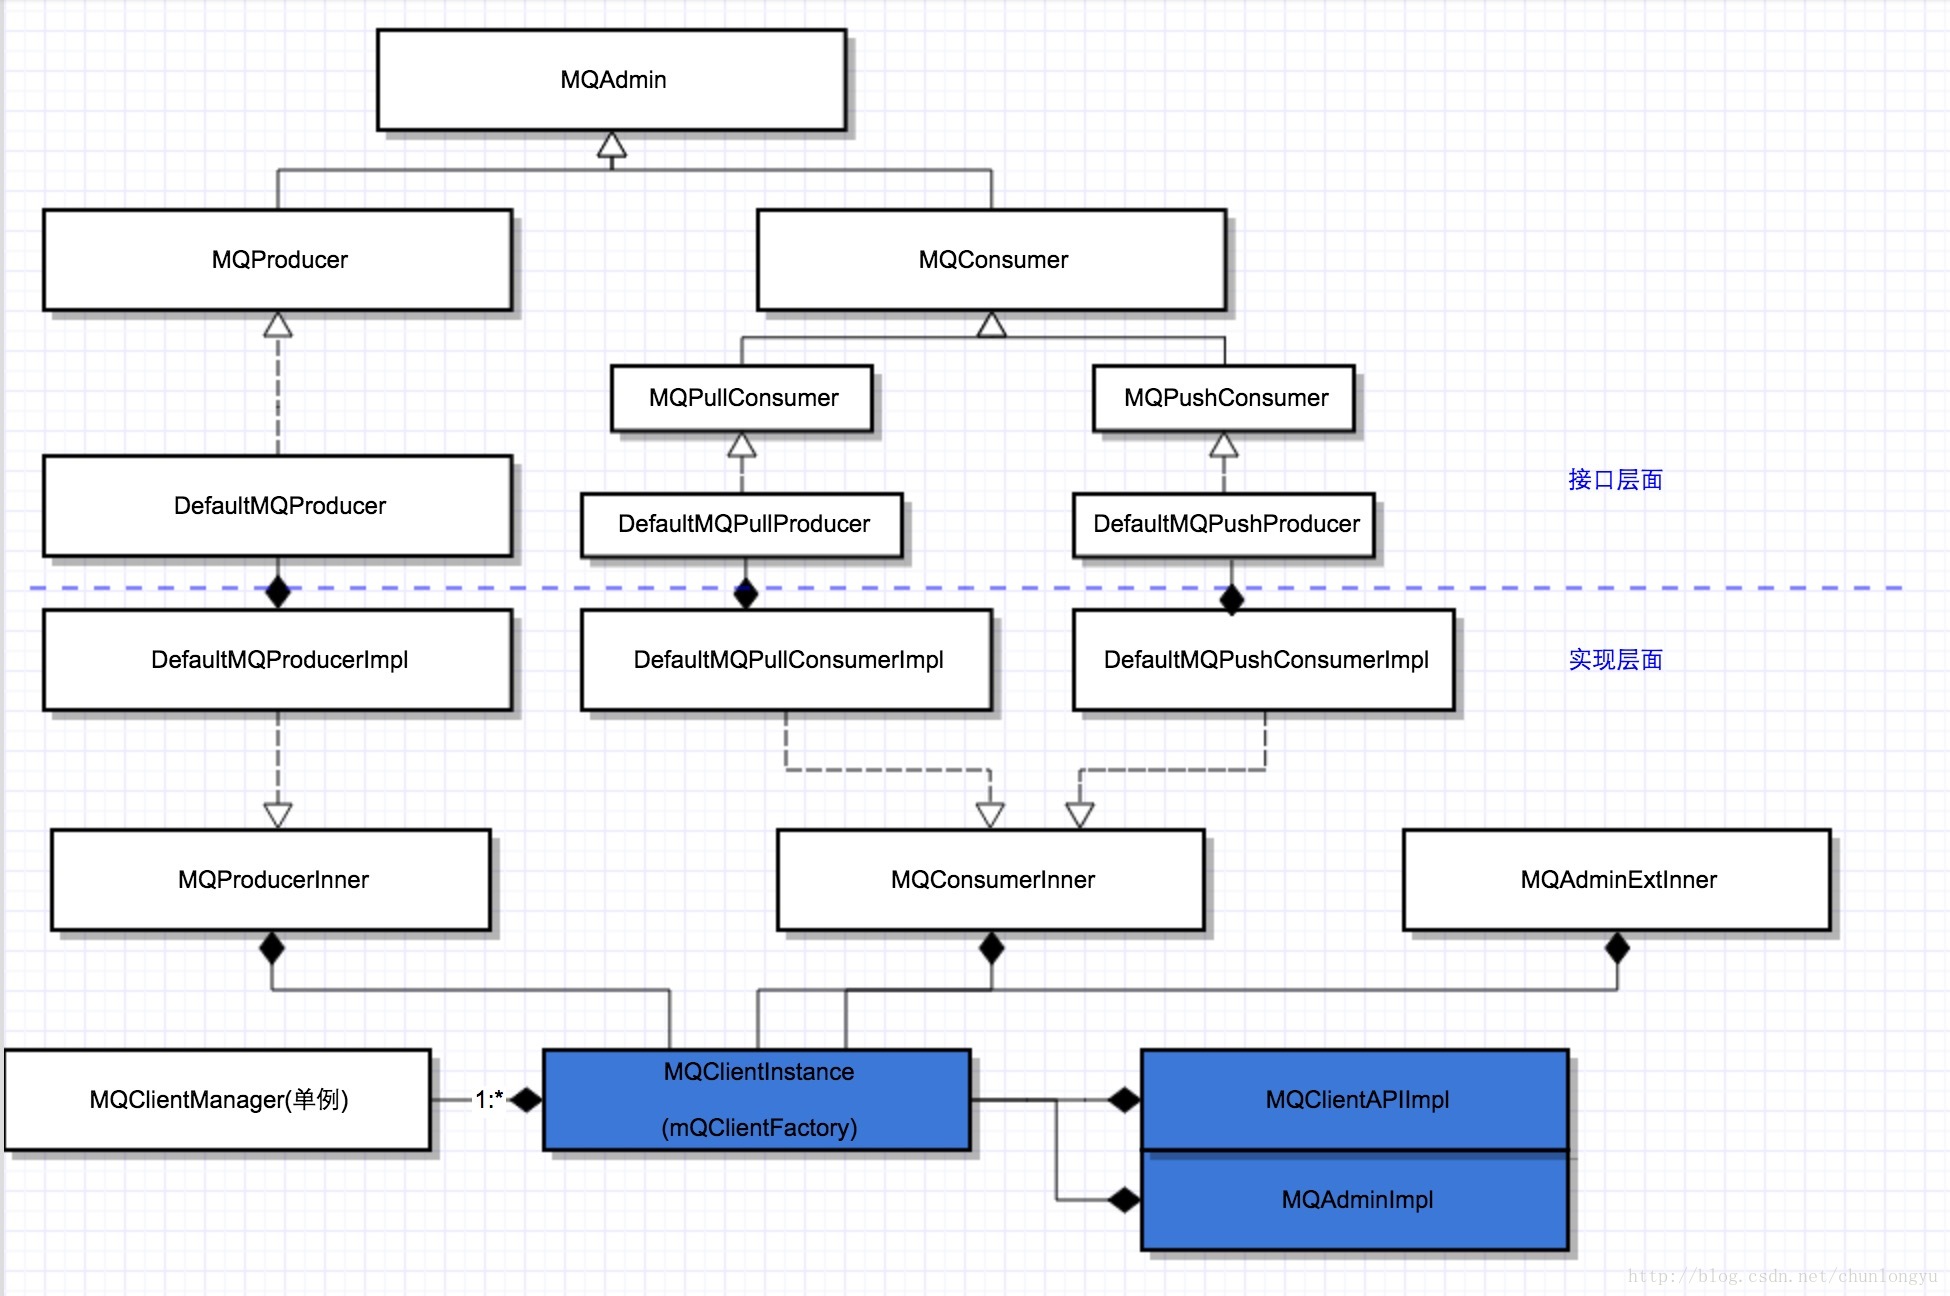 MQAdmin
MQProducer
MQConsumer
MQPullConsumer
MQPushConsumer
接口层面
DefaultMQProducer
DefaultMQPullProducer
DefaultMQPushProducer
DefaultMQProducerImpl
DefaultMQPullConsumerImpl
DefaultMQPushConsumerImpl
实现层面
MQProducerInner
MQConsumerInner
MQAdminExtInner
MQClientManager(单例)
1:*
MQClientInstance
(mQClientFactory)
MQClientAPIImpl
MQAdminImpl
http://blog.csdn.net/chunlongyu